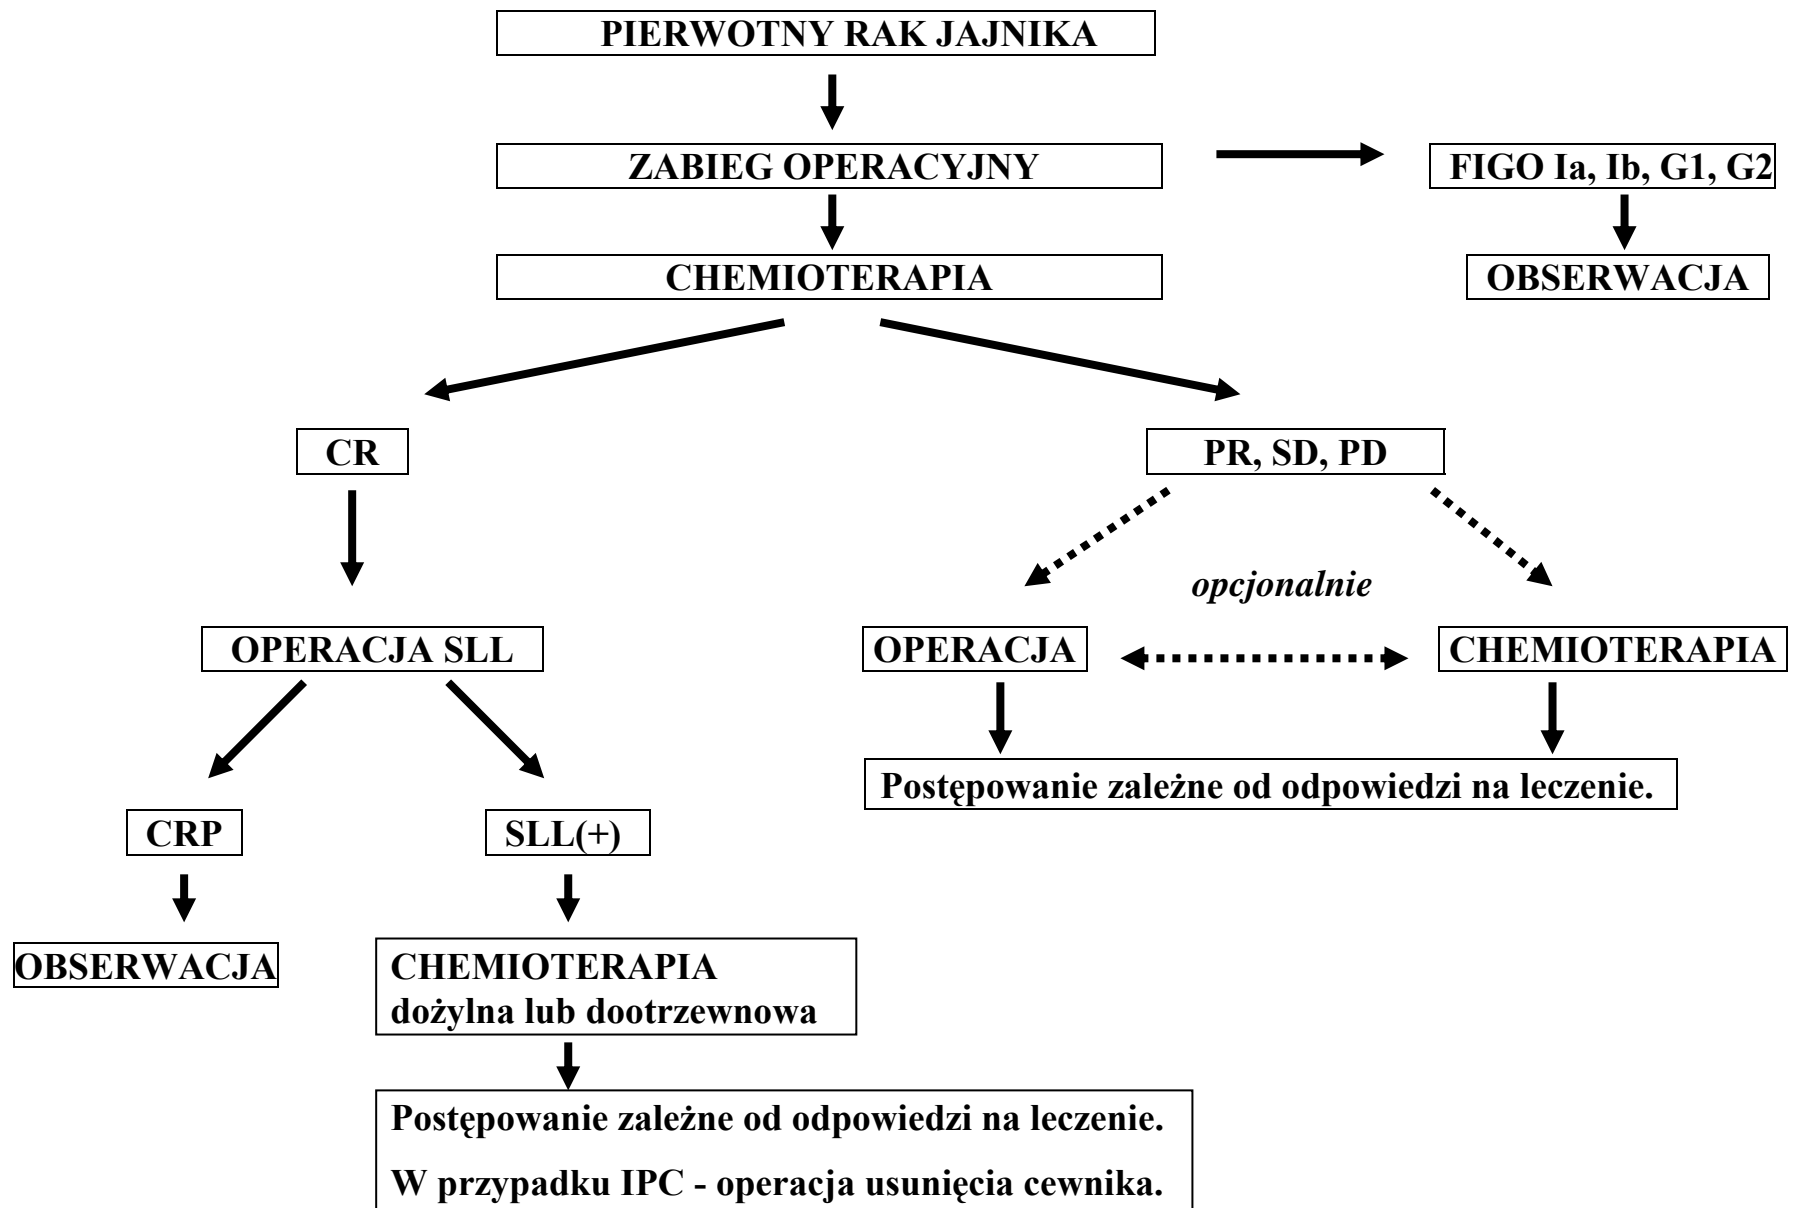 PIERWOTNY RAK JAJNIKA
ZABIEG OPERACYJNY
FIGO Ia, Ib, G1, G2
CHEMIOTERAPIA
OBSERWACJA
CR
PR, SD, PD
opcjonalnie
OPERACJA SLL
OPERACJA
CHEMIOTERAPIA
Postępowanie zależne od odpowiedzi na leczenie.
CRP
SLL(+)
OBSERWACJA
CHEMIOTERAPIA
dożylna lub dootrzewnowa
Postępowanie zależne od odpowiedzi na leczenie.
W przypadku IPC - operacja usunięcia cewnika.